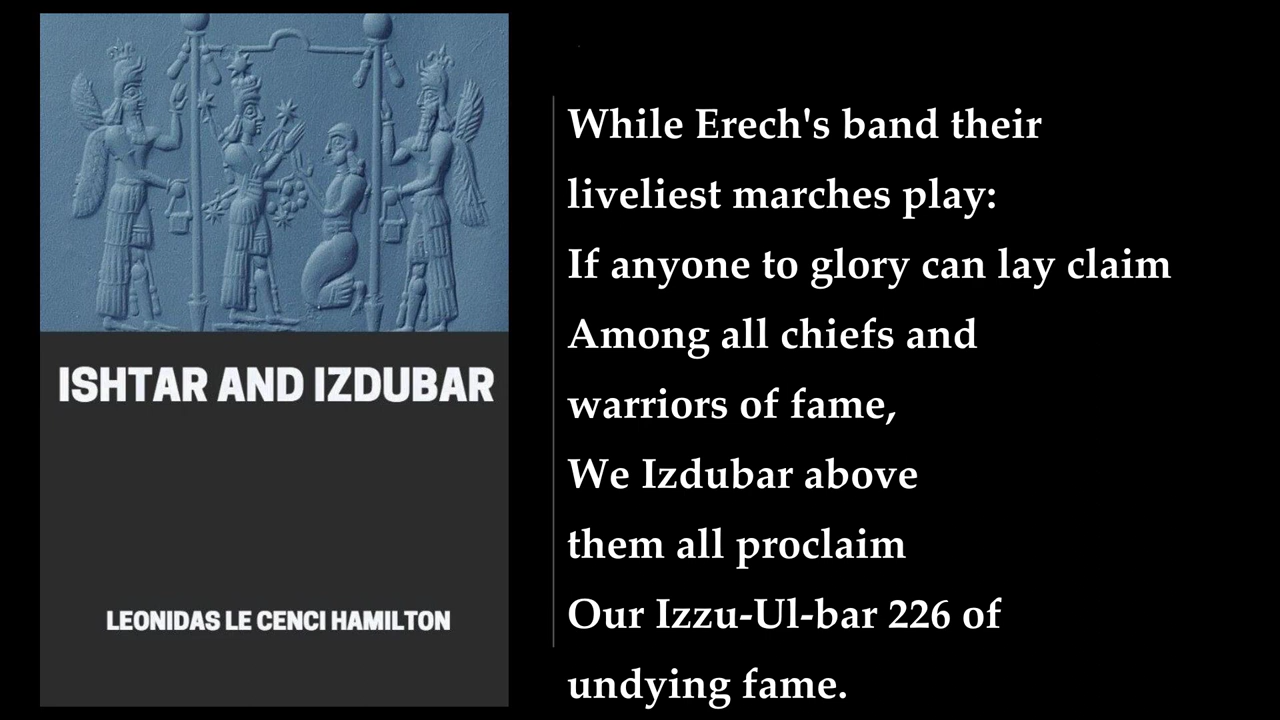 ISHTAR AND IZDUBAR
LEONIDAS LE CENCI HAMILTON
While Erech's band their
liveliest marches play:
If anyone to glory can lay claim
Among all chiefs and
warriors of fame,
We Izdubar above
them all proclaim
Our Izzu-Ul-bar 226 of
undying fame.